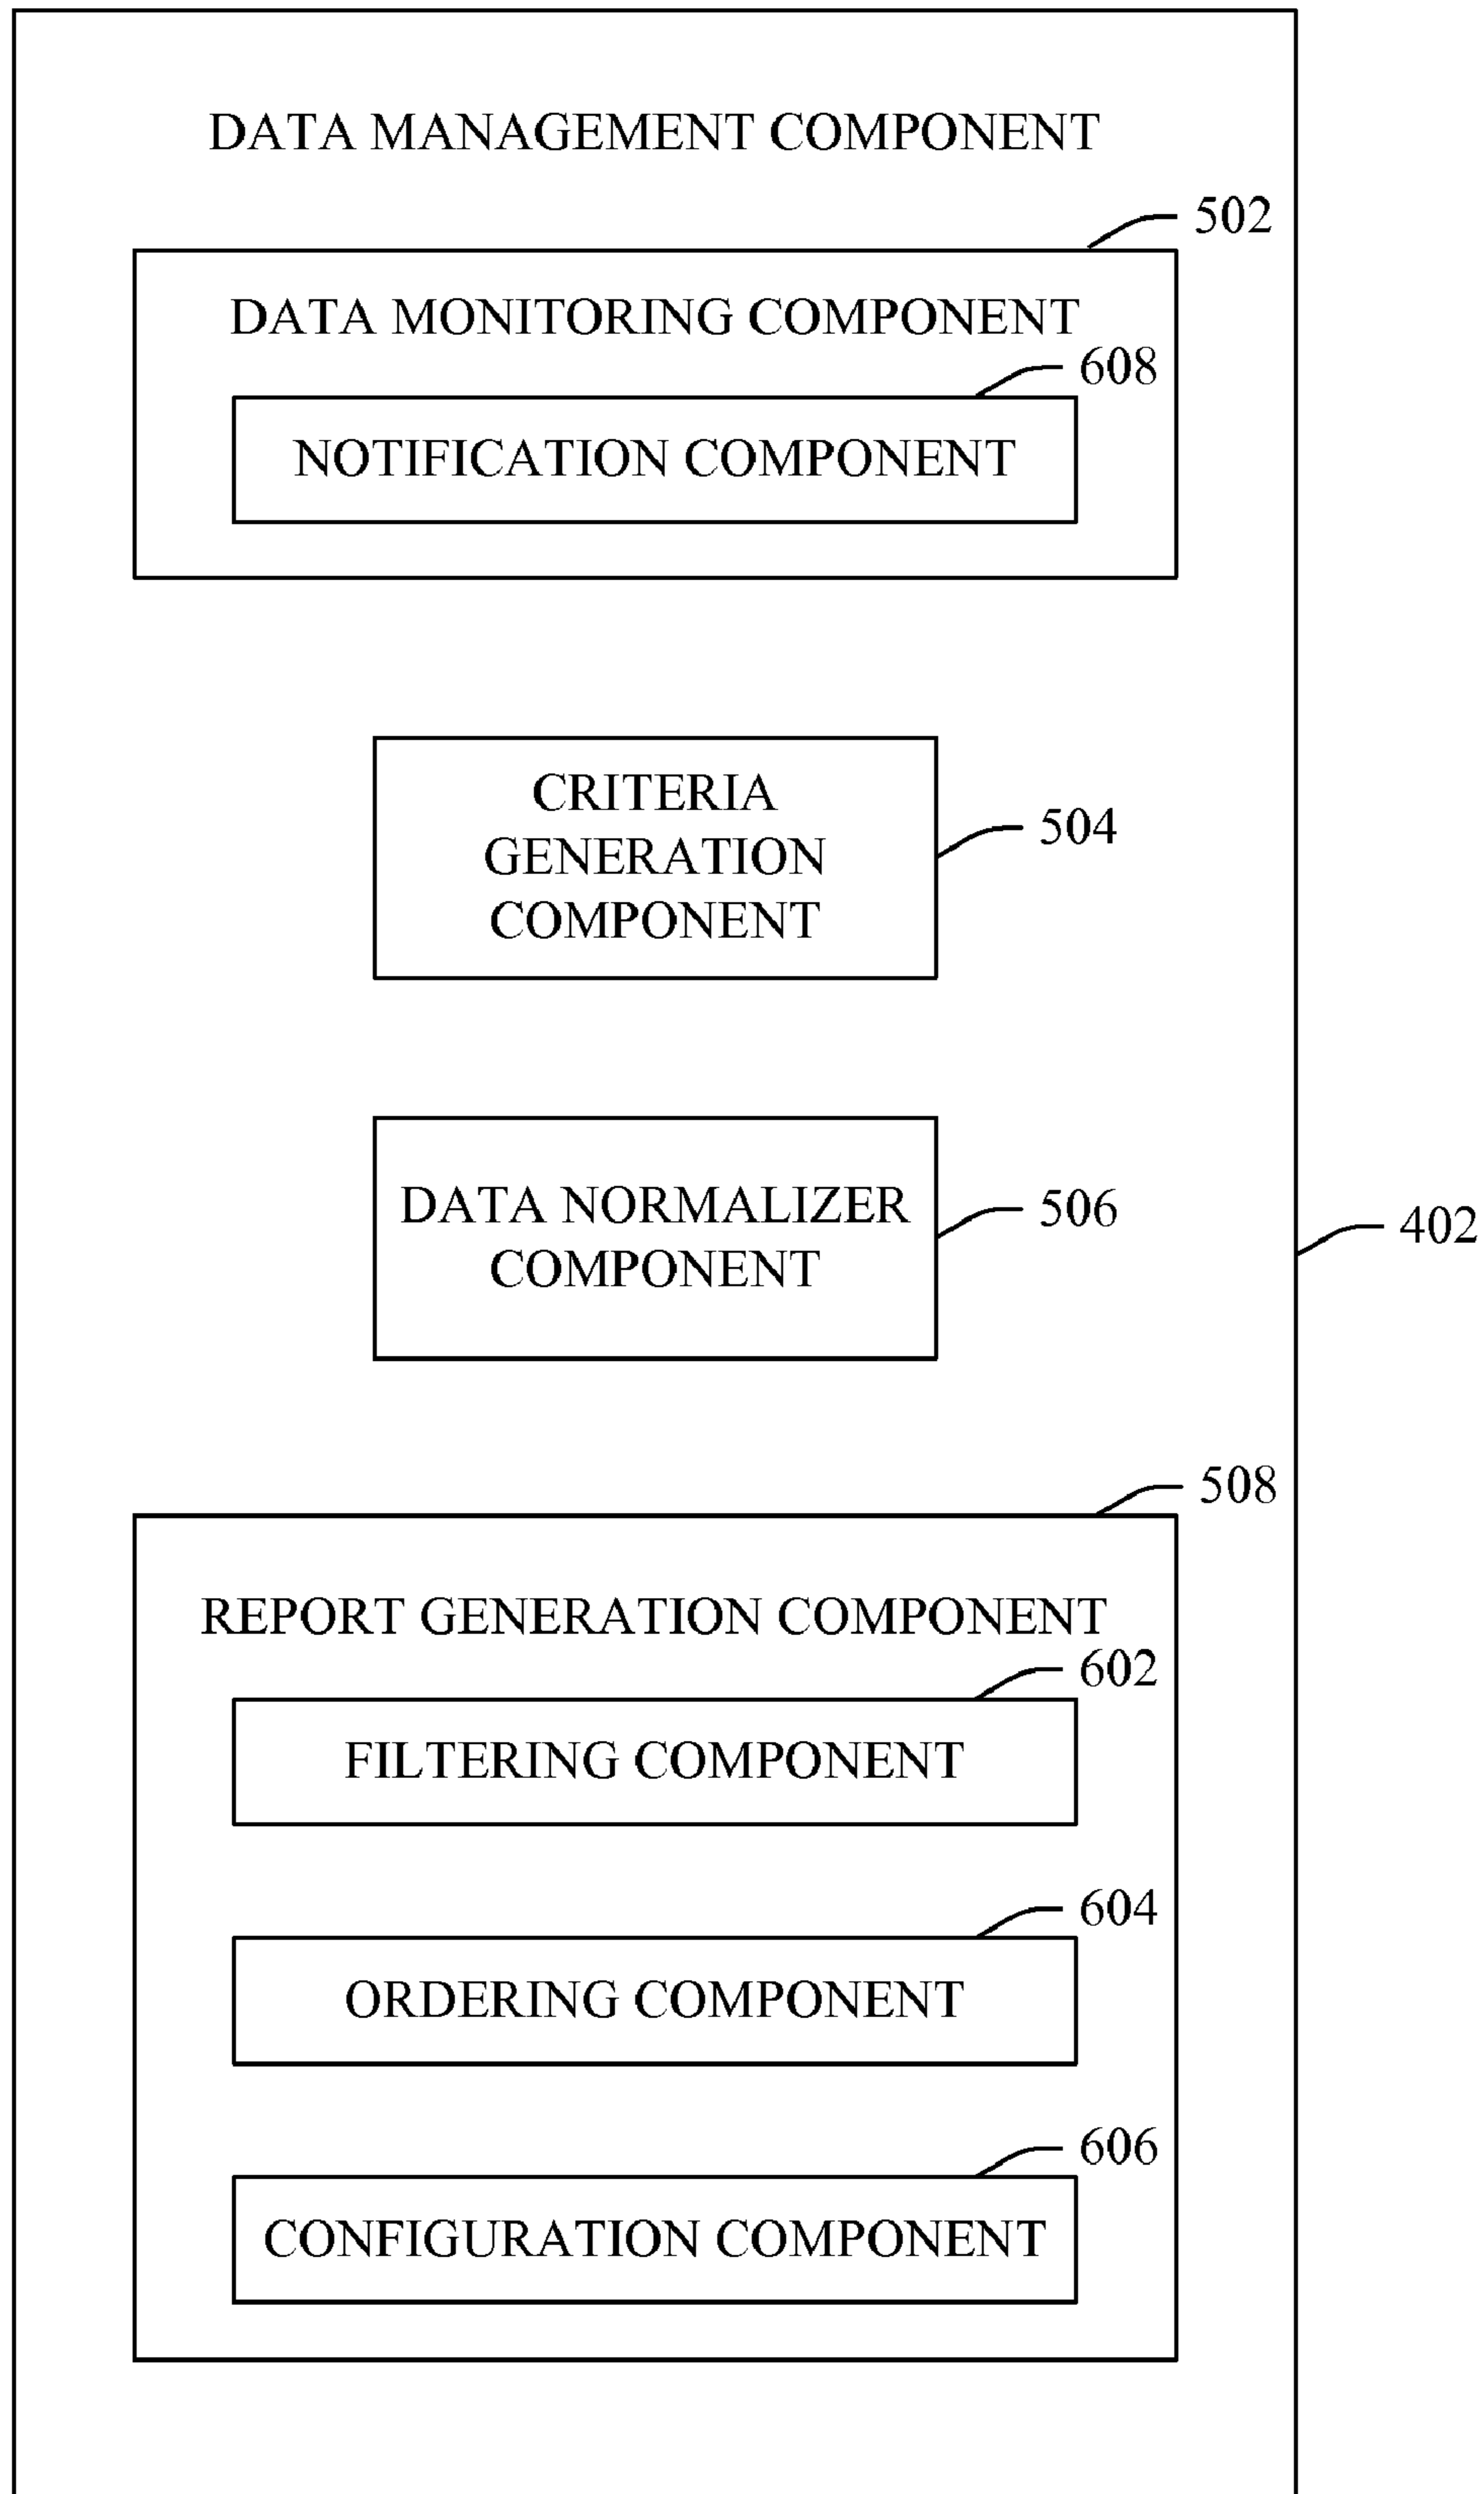 DATA MANAGEMENT COMPONENT
502
DATA MONITORING COMPONENT
608
NOTIFICATION COMPONENT
CRITERIA
GENERATION
COMPONENT
504
DATA NORMALIZER
COMPONENT
506
402
508
REPORT GENERATION COMPONENT
602
FILTERING COMPONENT
604
ORDERING COMPONENT
606
CONFIGURATION COMPONENT